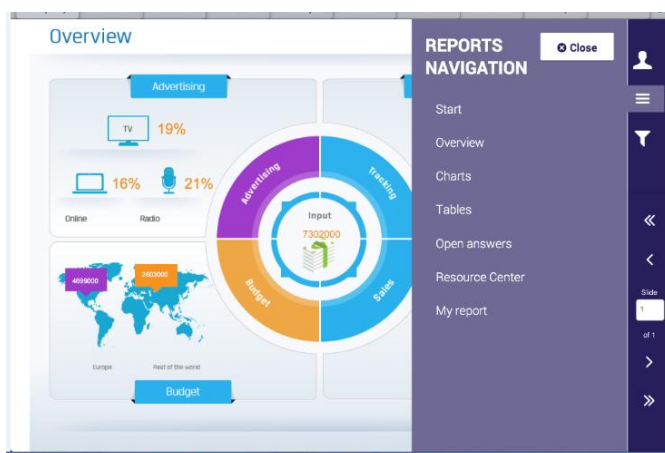 Overview
Advertising
TV
19%
16%
21%
Online
Radio
Advertising
Tracking
Input
7302000
Budget
Sales
4699000
2603000
Europe
Rest of the world
Budget
REPORTS
NAVIGATION
Close
Start
Overview
Charts
Tables
Open answers
Resource Center
My report
Slide
1
of 1